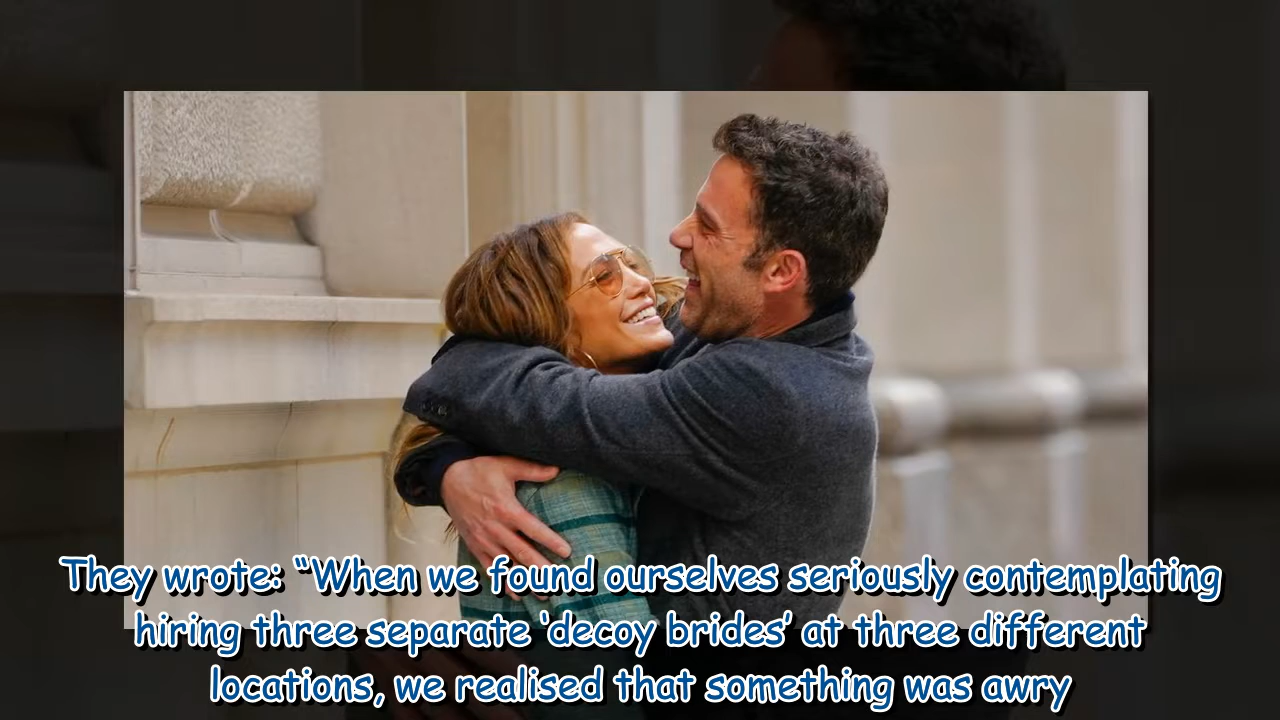 They wrote: “When we found ourselves seriously contemplating
hiring three separate ‘decoy brides’ at three different
locations, we realised that something was awry